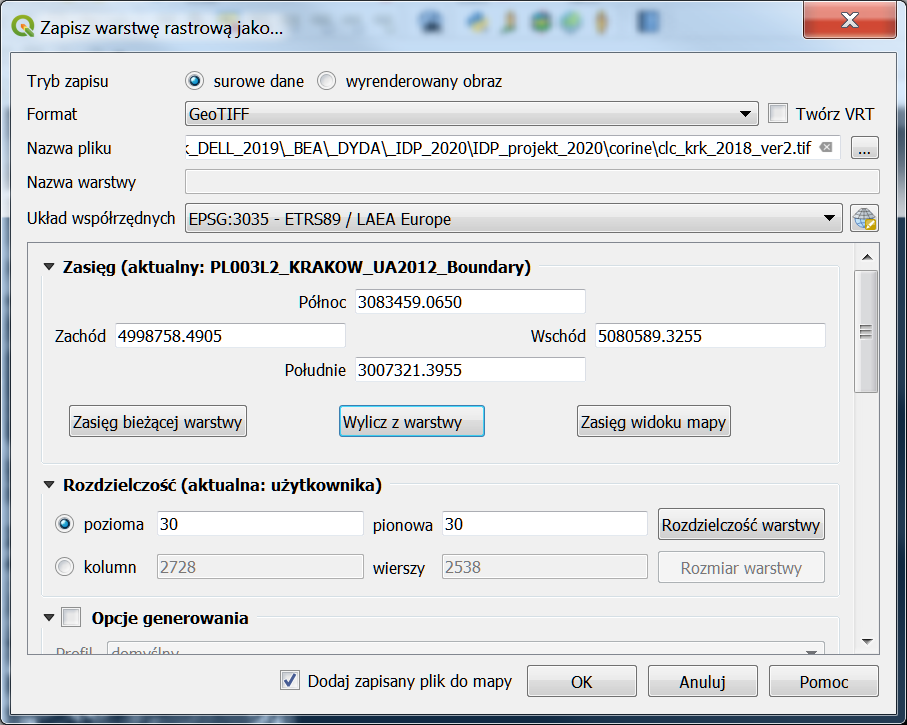 Zapisz warstwę rastrową jako...
Tryb zapisu surowe dane wyrenderowany obraz
Format GeoTIFF Twórz VRT
Nazwa pliku k_DELL_2019\_BEA\_DYDA\_IDP_2020\IDP_projekt_2020\corine\clc_krk_2018_ver2.tif ...
Nazwa warstwy
Układ współrzędnych EPSG:3035 - ETRS89 / LAEA Europe
Zasięg (aktualny: PL003L2_KRAKOW_UA2012_Boundary)
Północ 3083459.0650
Zachód 4998758.4905 Wschód 5080589.3255
Południe 3007321.3955
Zasięg bieżącej warstwy Wylicz z warstwy Zasięg widoku mapy
Rozdzielczość (aktualna: użytkownika)
pozioma 30 pionowa 30 Rozdzielczość warstwy
kolumn 2728 wierszy 2538 Rozmiar warstwy
Opcje generowania
Profil domyślny
Dodaj zapisany plik do mapy OK Anuluj Pomoc